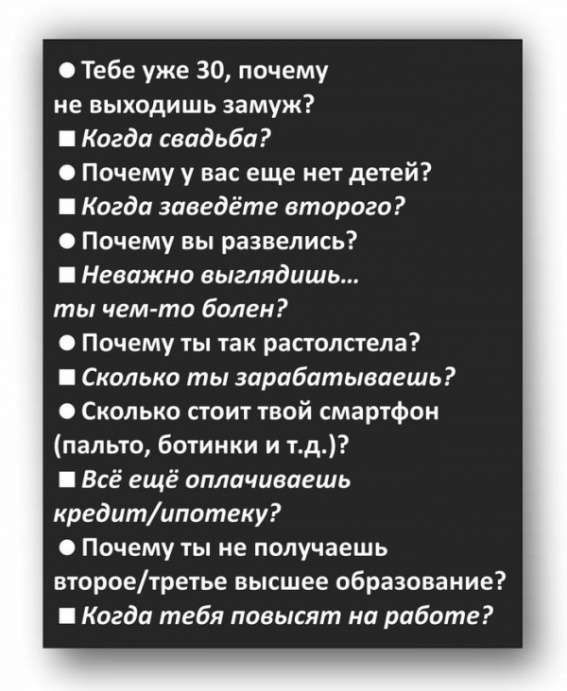 ● Тебе уже 30, почему
не выходишь замуж?
■ Когда свадьба?
● Почему у вас еще нет детей?
■ Когда заведёте второго?
● Почему вы развелись?
■ Неважно выглядишь...
ты чем-то болен?
● Почему ты так растолстела?
■ Сколько ты зарабатываешь?
● Сколько стоит твой смартфон
(пальто, ботинки и т.д.)?
■ Всё ещё оплачиваешь
кредит/ипотеку?
● Почему ты не получаешь
второе/третье высшее образование?
■ Когда тебя повысят на работе?